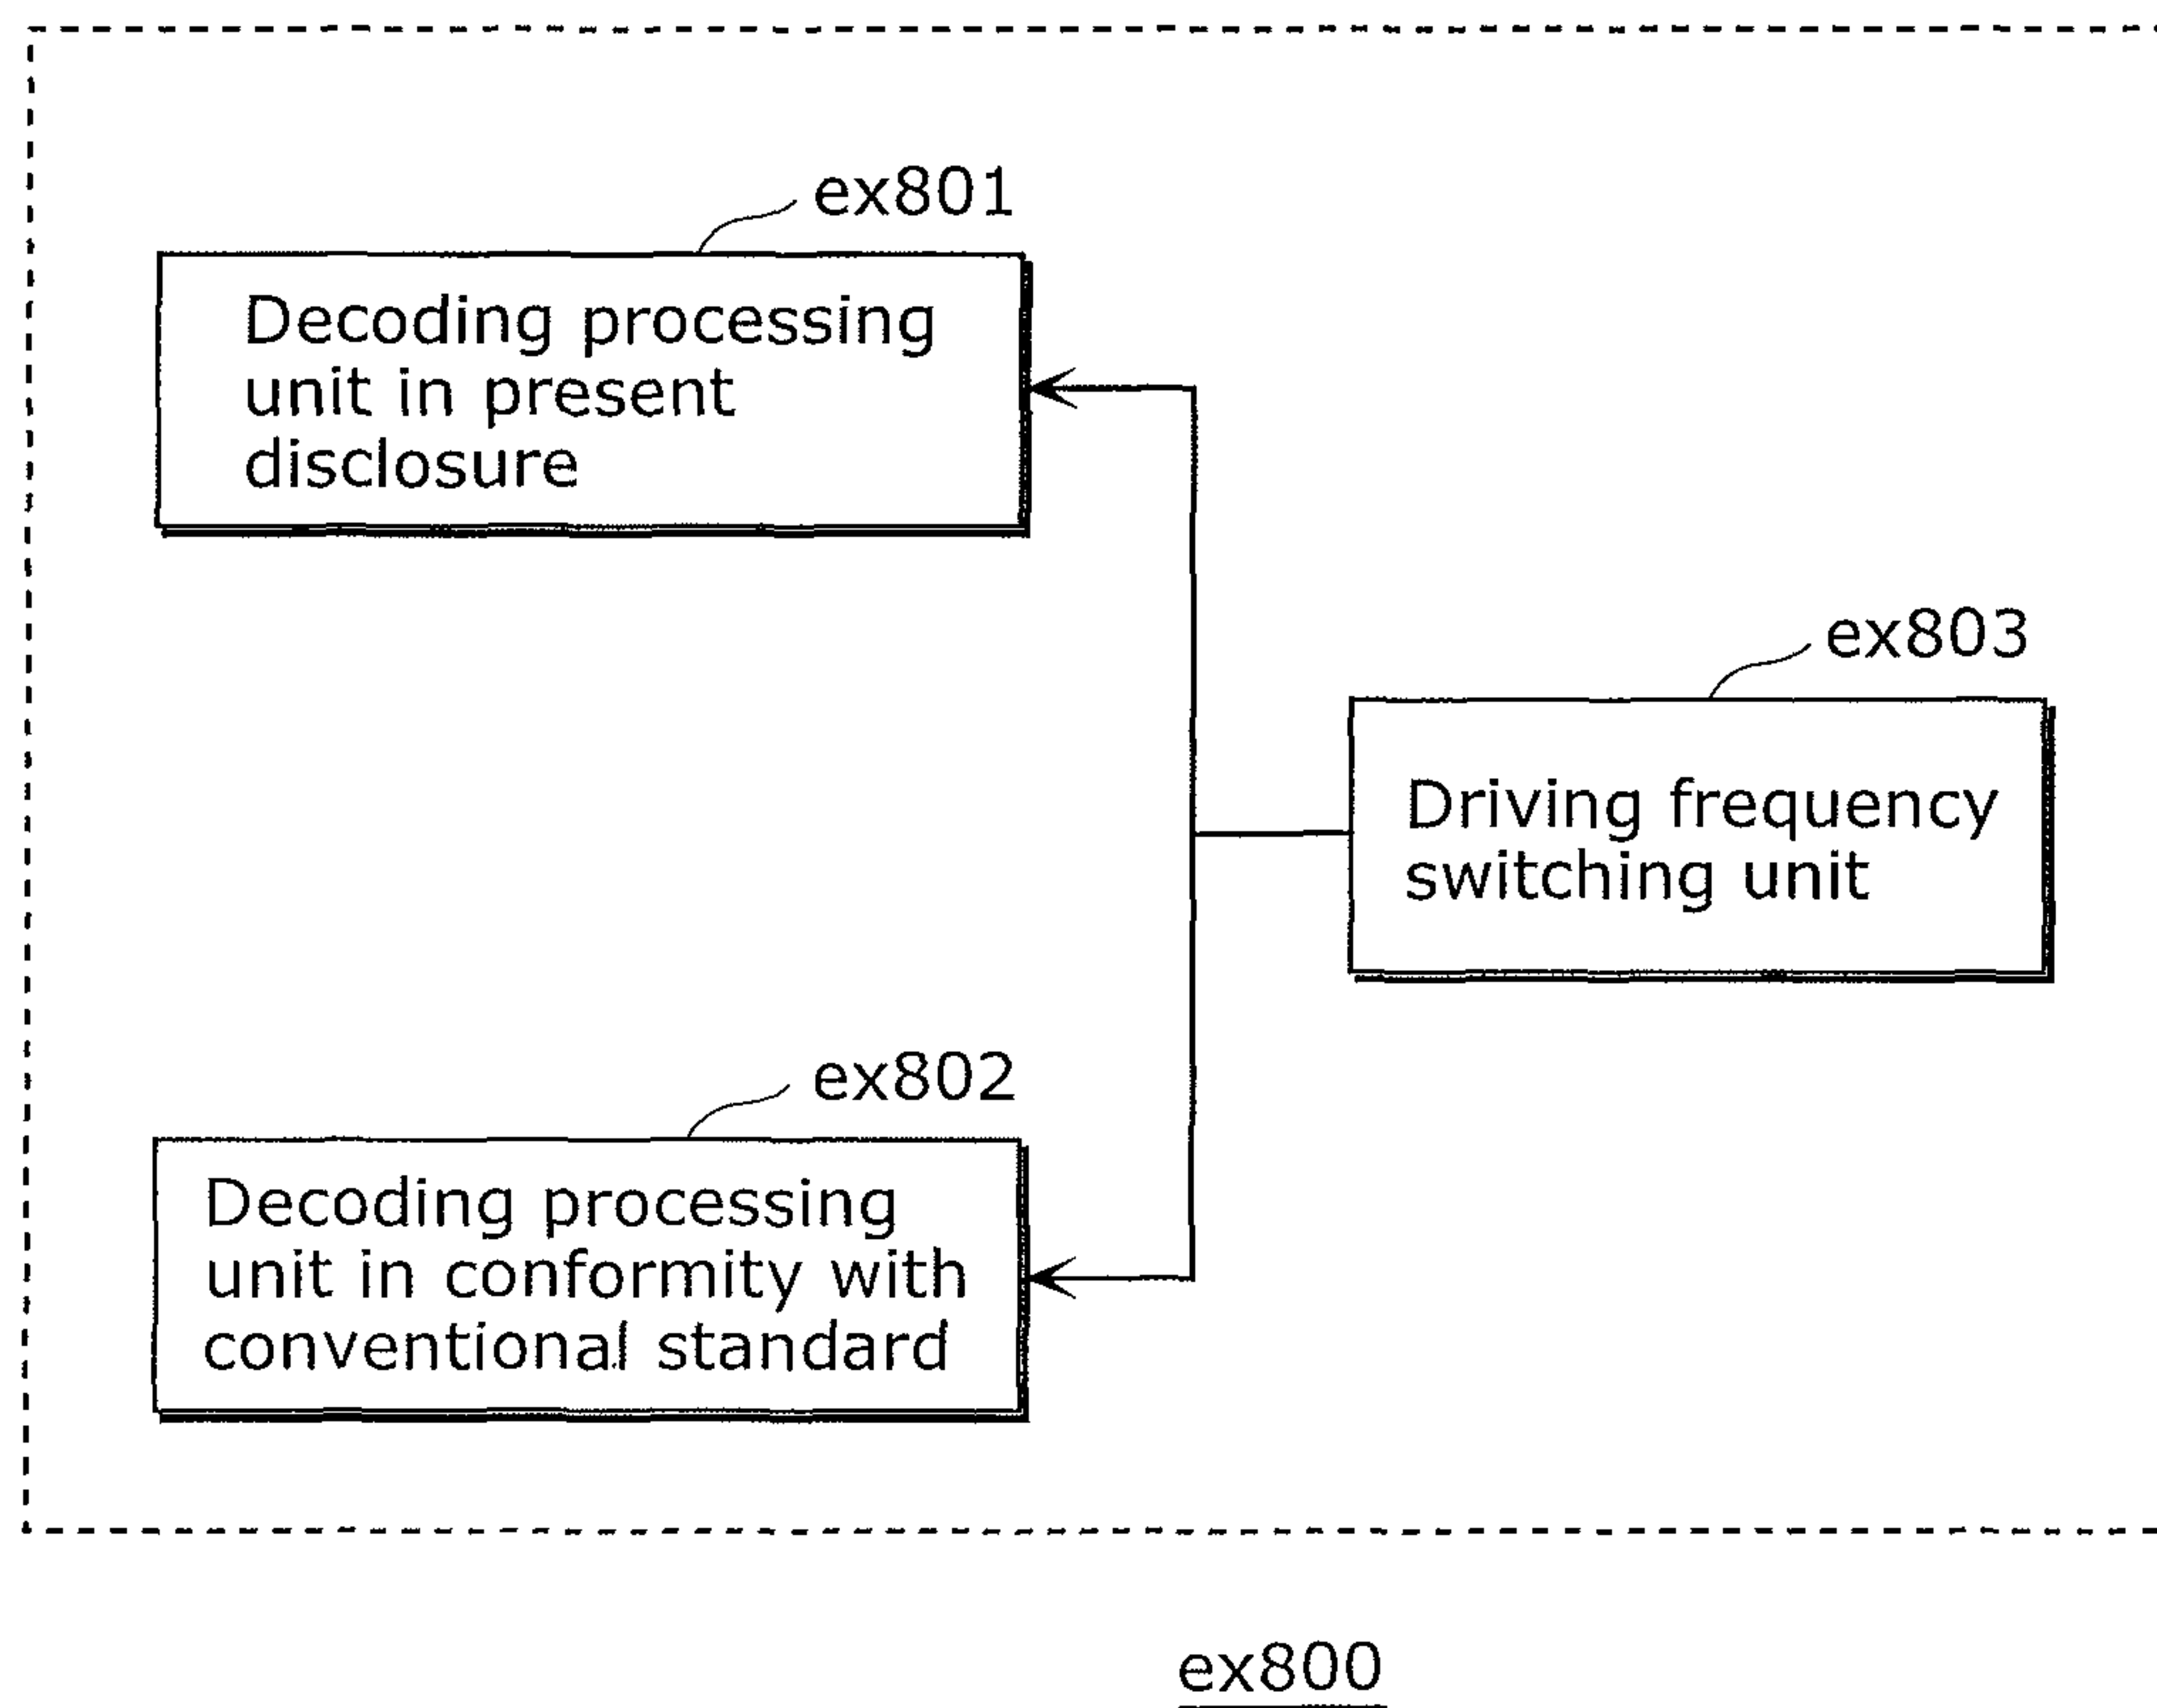 ex801
Decoding processing
unit in present
disclosure
ex803
Driving frequency
switching unit
ex802
Decoding processing
unit in conformity with
conventional standard
ex800